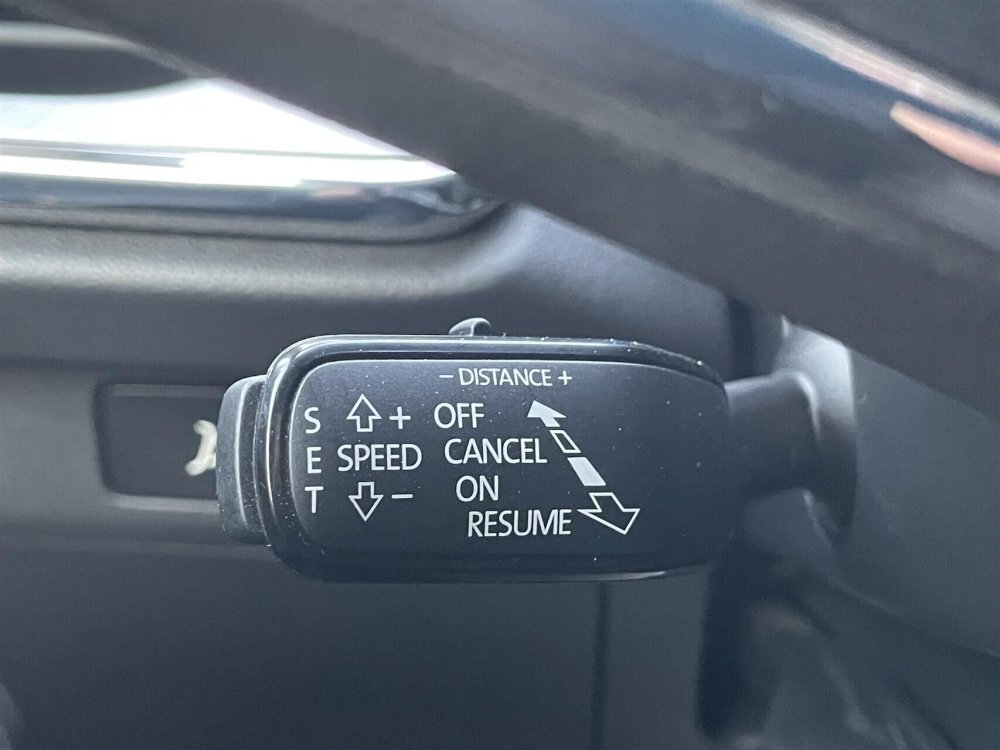 - DISTANCE +
S + OFF
E SPEED CANCEL
T - ON
RESUME